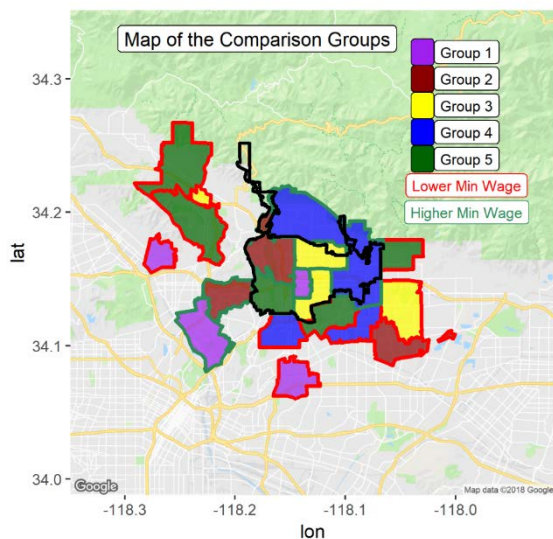 Map of the Comparison Groups
Group 1
Group 2
Group 3
Group 4
Group 5
Lower Min Wage
Higher Min Wage
lat
34.3
34.2
34.1
34.0
Google
Map data ©2018 Google
-118.3
-118.2
-118.1
-118.0
lon